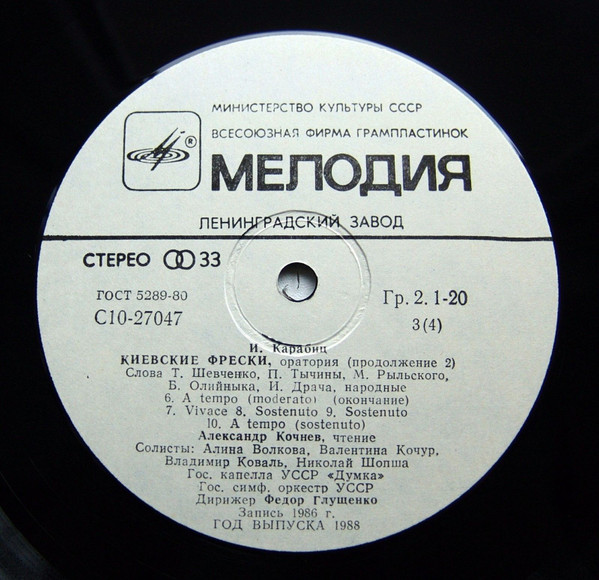 МИНИСТЕРСТВО КУЛЬТУРЫ СССР
ВСЕСОЮЗНАЯ ФИРМА ГРАМПЛАСТИНОК
®
МЕЛОДИЯ
ЛЕНИНГРАДСКИЙ ЗАВОД
СТЕРЕО 33
ГОСТ 5289-80
С10-27047
Гр. 2. 1-20
3(4)
И. Карабиц
КИЕВСКИЕ ФРЕСКИ, оратория (продолжение 2)
Слова Т. Шевченко, П. Тычины, М. Рыльского,
Б. Олийныка, И. Драча, народные
6. A tempo (moderato) (окончание)
7. Vivace 8. Sostenuto 9. Sostenuto
10. A tempo (sostenuto)
Александр Кочнев, чтение
Солисты: Алина Волкова, Валентина Кочур,
Владимир Коваль, Николай Шопша
Гос. капелла УССР «Думка»
Гос. симф. оркестр УССР
Дирижер Федор Глущенко
Запись 1986 г.
ГОД ВЫПУСКА 1988